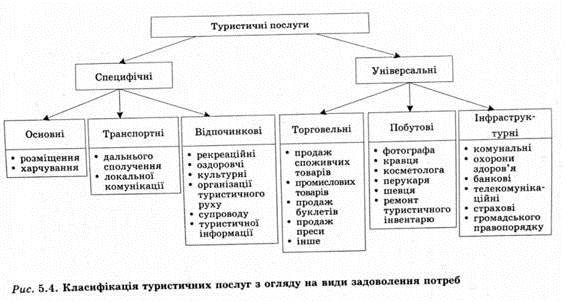 Туристичні послуги
Специфічні
Універсальні
Основні
• розміщення
• харчування
Транспортні
• дальнього
сполучення
• локальної
комунікації
Відпочинкові
• рекреаційні
• оздоровчі
• культурні
• організації
туристичного
руху
• супроводу
• туристичної
інформації
Торговельні
• продаж
споживчих
товарів
• промислових
товарів
• продаж
буклетів
• продаж
преси
• інше
Побутові
• фотографа
• кравця
• косметолога
• перукаря
• шевця
• ремонт
туристичного
інвентарю
Інфраструк-
турні
• комунальні
• охорони
здоров'я
• банкові
• телекомуніка-
ційні
• страхові
• громадського
правопорядку
Рис. 5.4. Класифікація туристичних послуг з огляду на види задоволення потреб